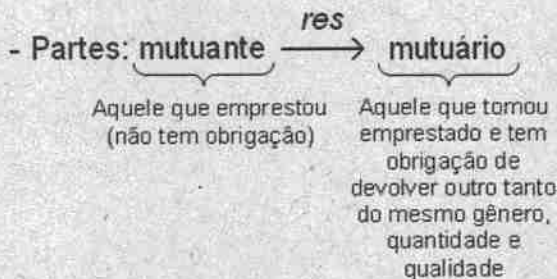 res
- Partes: mutuante mutuário
Aquele que emprestou
(não tem obrigação)
Aquele que tomou
emprestado e tem
obrigação de
devolver outro tanto
do mesmo gênero,
quantidade e
qualidade